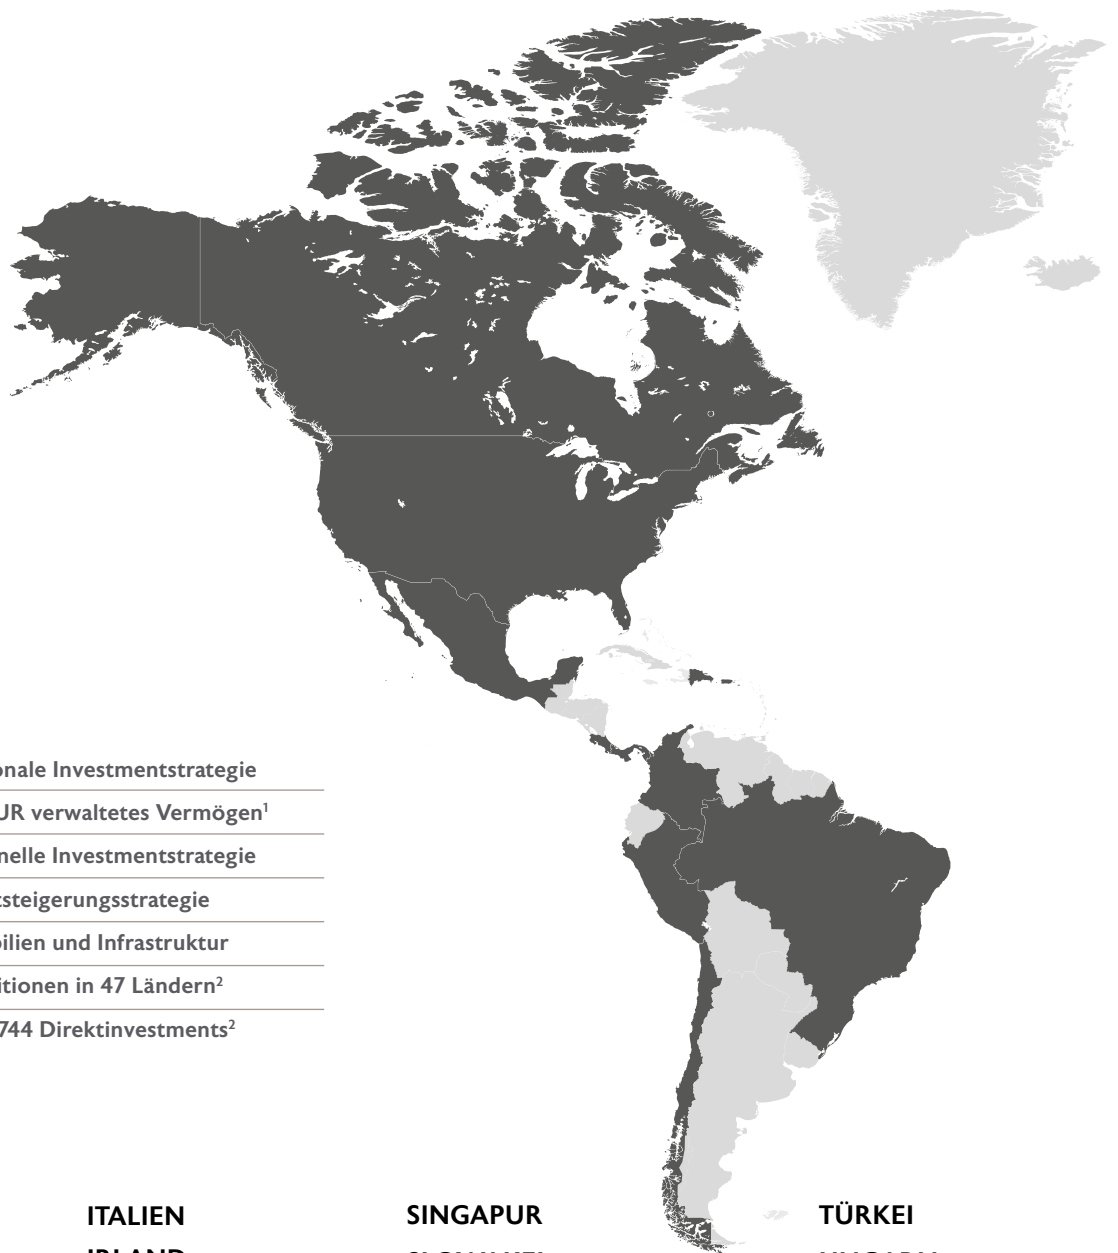 onale Investmentstrategie
UR verwaltetes Vermögen¹
nelle Investmentstrategie
tsteigerungsstrategie
bilien und Infrastruktur
itionen in 47 Ländern²
744 Direktinvestments²
ITALIEN
SINGAPUR
TÜRKEI